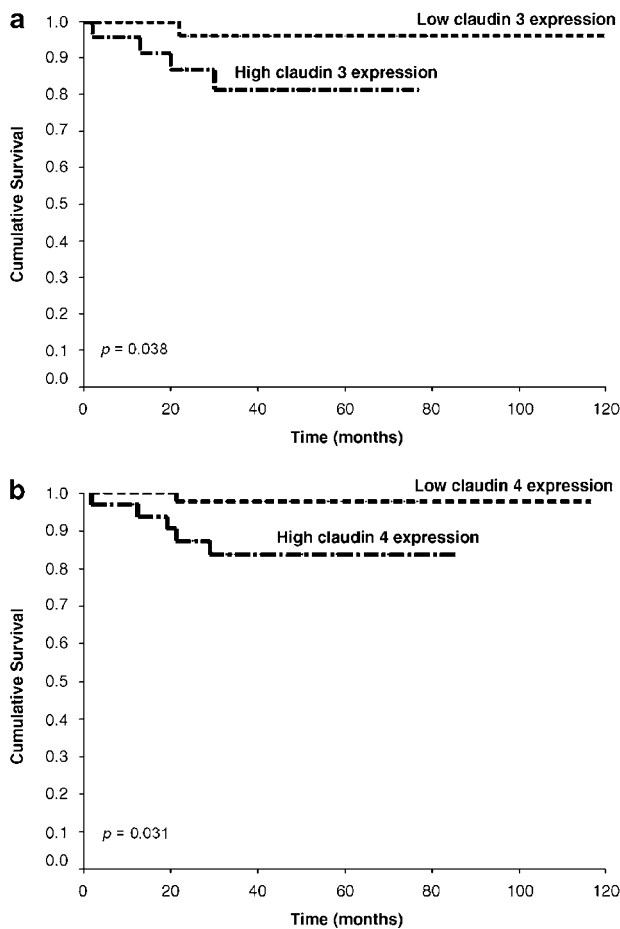 a
Low claudin 3 expression
High claudin 3 expression
1.0
0.9
0.8
0.7
0.6
0.5
0.4
0.3
0.2
0.1
0.0
Cumulative Survival
p = 0.038
0 20 40 60 80 100 120
Time (months)
b
Low claudin 4 expression
High claudin 4 expression
1.0
0.9
0.8
0.7
0.6
0.5
0.4
0.3
0.2
0.1
0.0
Cumulative Survival
p = 0.031
0 20 40 60 80 100 120
Time (months)